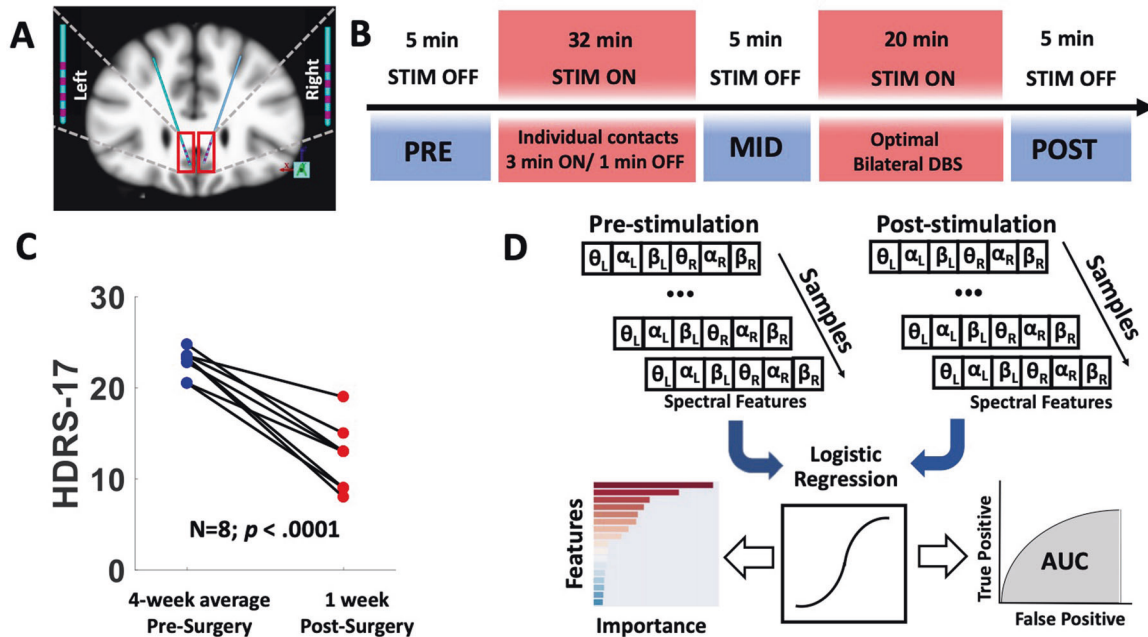 A
Left
Right
B
5 min
STIM OFF
32 min
STIM ON
5 min
STIM OFF
20 min
STIM ON
5 min
STIM OFF
PRE
Individual contacts
3 min ON/ 1 min OFF
MID
Optimal
Bilateral DBS
POST
C
HDRS-17
30
20
10
0
N=8; p < .0001
4-week average
Pre-Surgery
1 week
Post-Surgery
D
Pre-stimulation
θL αL βL θR αR βR
...
θL αL βL θR αR βR
θL αL βL θR αR βR
Samples
Spectral Features
Post-stimulation
θL αL βL θR αR βR
...
θL αL βL θR αR βR
θL αL βL θR αR βR
Samples
Spectral Features
Logistic
Regression
Features
Importance
True Positive
AUC
False Positive